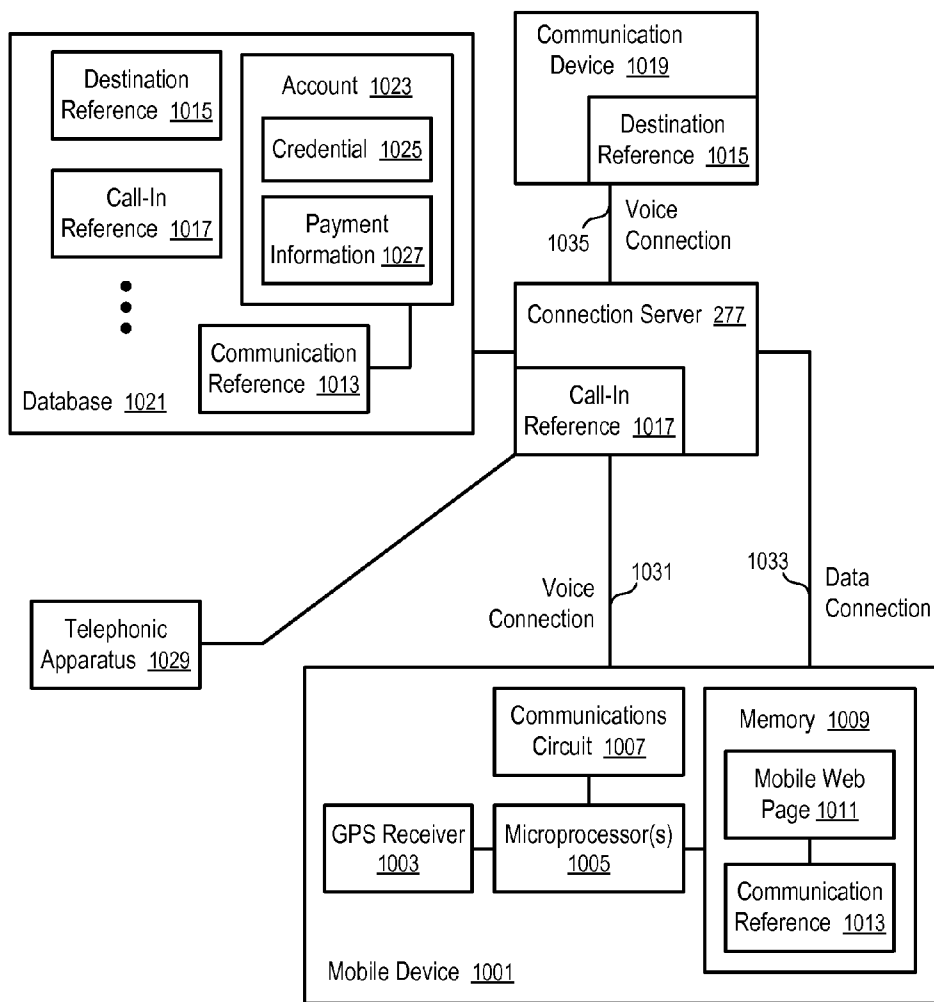 Destination
Reference 1015
Call-In
Reference 1017
Account 1023
Credential 1025
Payment
Information 1027
Communication
Reference 1013
Database 1021
Communication
Device 1019
Destination
Reference 1015
1035
Voice
Connection
Connection Server 277
Call-In
Reference 1017
Telephonic
Apparatus 1029
Voice
Connection
1031
1033
Data
Connection
Communications
Circuit 1007
GPS Receiver
1003
Microprocessor(s)
1005
Memory 1009
Mobile Web
Page 1011
Communication
Reference 1013
Mobile Device 1001